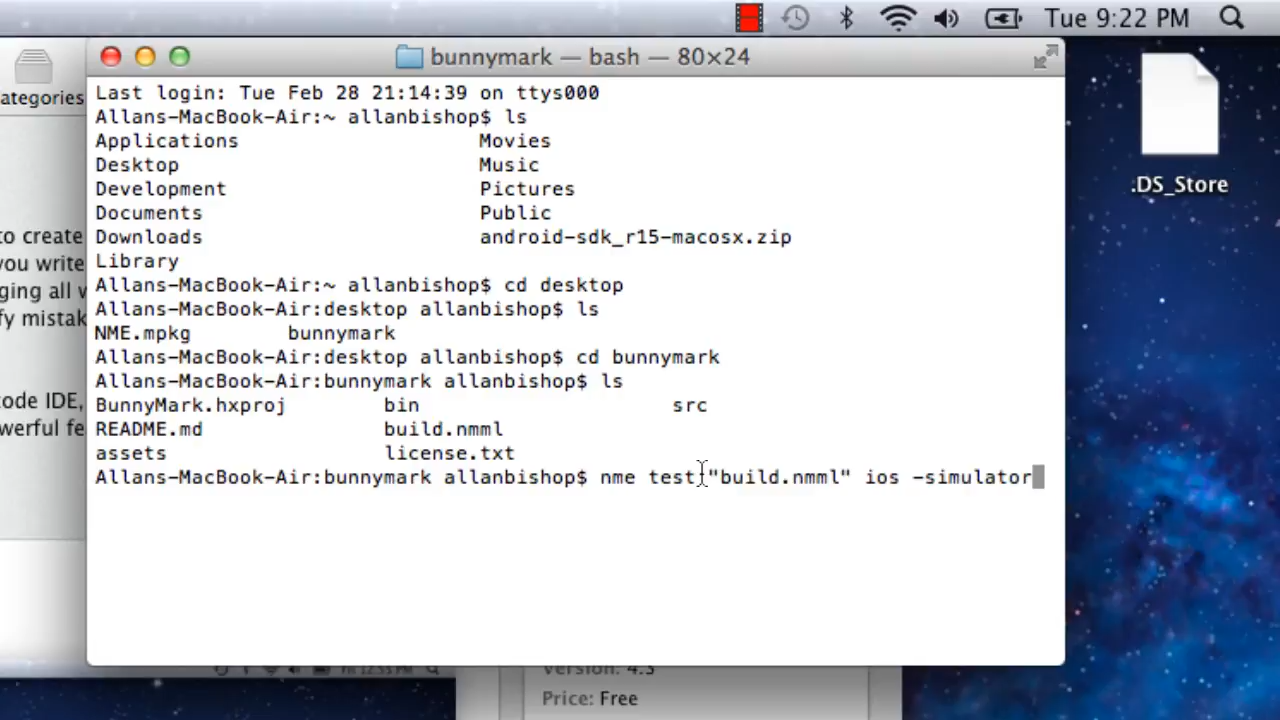 Tue 9:22 PM
bunnymark — bash — 80×24
ategories
.DS_Store
Last login: Tue Feb 28 21:14:39 on ttys000
Allans-MacBook-Air:~ allanbishop$ ls
Applications Movies
Desktop Music
Development Pictures
Documents Public
Downloads android-sdk_r15-macosx.zip
Library
Allans-MacBook-Air:~ allanbishop$ cd desktop
Allans-MacBook-Air:desktop allanbishop$ ls
NME.mpkg bunnymark
Allans-MacBook-Air:desktop allanbishop$ cd bunnymark
Allans-MacBook-Air:bunnymark allanbishop$ ls
BunnyMark.hxproj bin src
README.md build.nmml
assets license.txt
Allans-MacBook-Air:bunnymark allanbishop$ nme test "build.nmml" ios -simulator
to create
you write
ging all
fy mistak
ode IDE,
werful fe
Version: 4.3
Price: Free